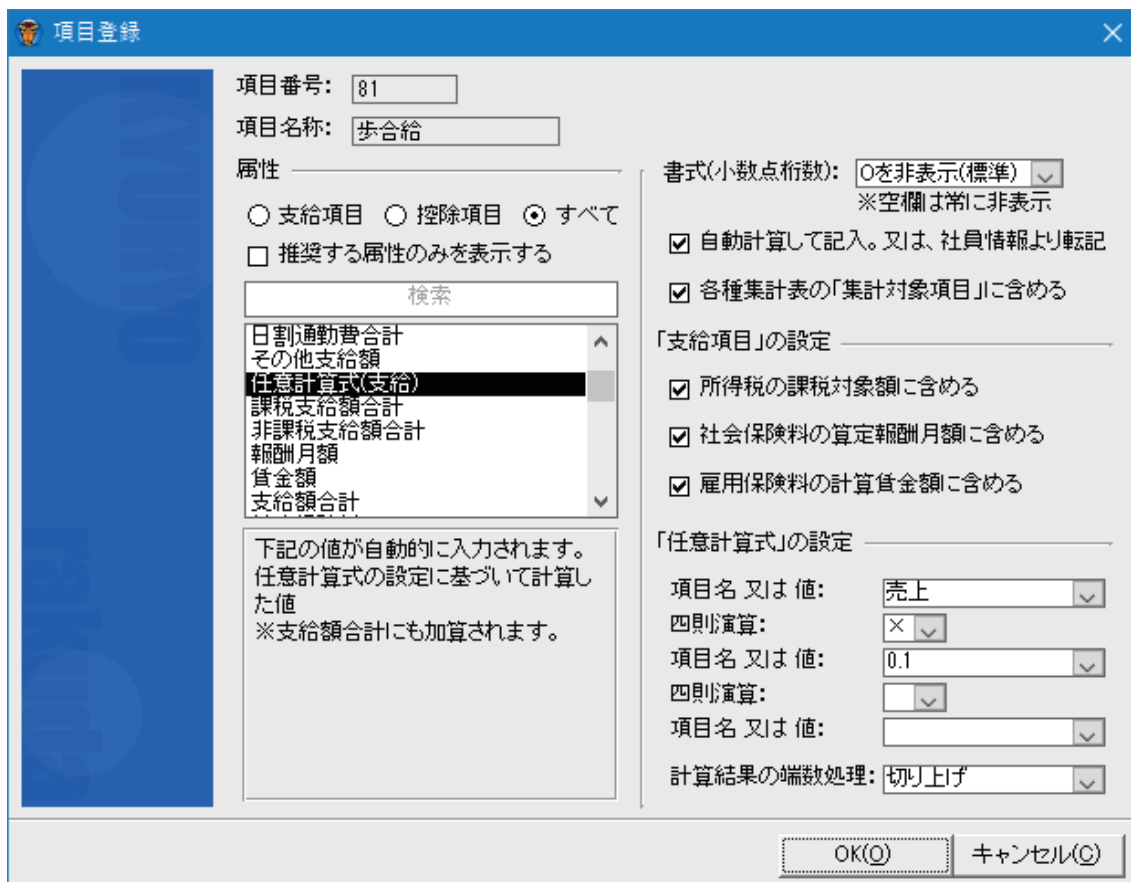 項目登録
項目番号: 81
項目名称: 歩合給
属性
支給項目 控除項目 すべて
推奨する属性のみを表示する
検索
日割通勤費合計
その他支給額
任意計算式(支給)
課税支給額合計
非課税支給額合計
報酬月額
賃金額
支給額合計
下記の値が自動的に入力されます。
任意計算式の設定に基づいて計算し
た値
※支給額合計にも加算されます。
書式(小数点桁数): 0を非表示(標準)
※空欄は常に非表示
自動計算して記入。又は、社員情報より転記
各種集計表の「集計対象項目」に含める
「支給項目」の設定
所得税の課税対象額に含める
社会保険料の算定報酬月額に含める
雇用保険料の計算賃金額に含める
「任意計算式」の設定
項目名 又は 値: 売上
四則演算: ×
項目名 又は 値: 0.1
四則演算:
項目名 又は 値:
計算結果の端数処理: 切り上げ
OK(O) キャンセル(C)
KYURYO
rakuda